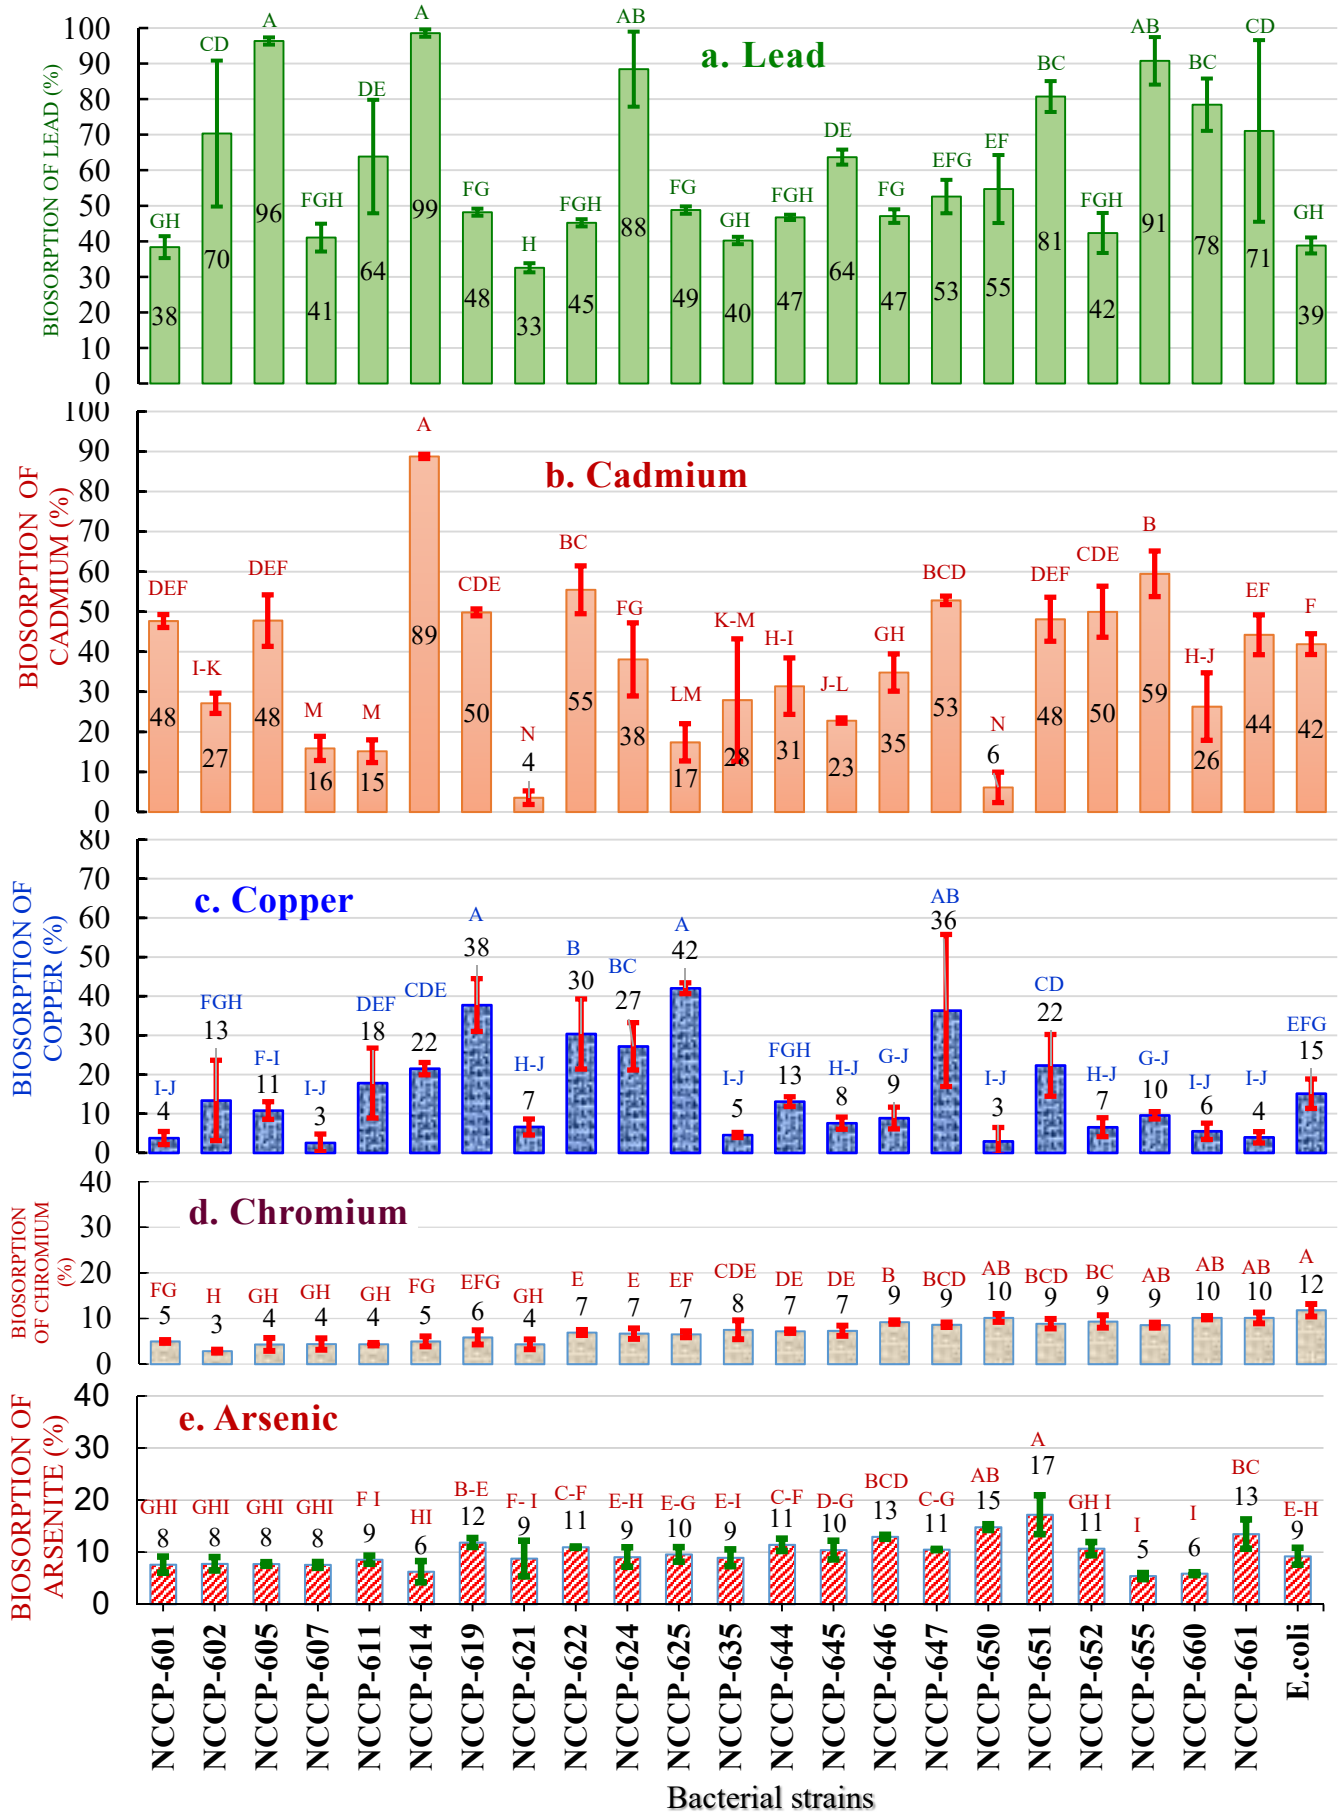 a. Lead
BIOSORPTION OF LEAD (%)
100
90
80
70
60
50
40
30
20
10
0
GH CD A FGH DE A FG H FGH AB FG GH FGH DE FG EFG EF BC FGH AB BC CD GH
38 70 96 41 64 99 48 33 45 88 49 40 47 64 47 53 55 81 42 91 78 71 39
b. Cadmium
BIOSORPTION OF
CADMIUM (%)
100
90
80
70
60
50
40
30
20
10
0
DEF I-K DEF M M A CDE N BC FG LM K-M H-I J-L GH BCD N DEF CDE B H-J EF F
48 27 48 16 15 89 50 4 55 38 17 28 31 23 35 53 6 48 50 59 26 44 42
c. Copper
BIOSORPTION OF
COPPER (%)
80
70
60
50
40
30
20
10
0
I-J FGH F-I I-J DEF CDE A H-J B BC A I-J FGH H-J G-J AB I-J CD H-J G-J I-J I-J EFG
4 13 11 3 18 22 38 7 30 27 42 5 13 8 9 36 3 22 7 10 6 4 15
d. Chromium
BIOSORPTION
OF CHROMIUM
(%)
40
30
20
10
0
FG H GH GH GH FG EFG GH E E EF CDE DE DE B BCD AB BCD BC AB AB AB A
5 3 4 4 4 5 6 4 7 7 7 8 7 7 9 9 10 9 9 9 10 10 12
e. Arsenic
BIOSORPTION OF
ARSENITE (%)
40
30
20
10
0
GHI GHI GHI GHI F I HI B-E F- I C-F E-H E-G E-I C-F D-G BCD C-G AB A GH I I I BC E-H
8 8 8 8 9 6 12 9 11 9 10 9 11 10 13 11 15 17 11 5 6 13 9
NCCP-601
NCCP-602
NCCP-605
NCCP-607
NCCP-611
NCCP-614
NCCP-619
NCCP-621
NCCP-622
NCCP-624
NCCP-625
NCCP-635
NCCP-644
NCCP-645
NCCP-646
NCCP-647
NCCP-650
NCCP-651
NCCP-652
NCCP-655
NCCP-660
NCCP-661
E.coli
Bacterial strains